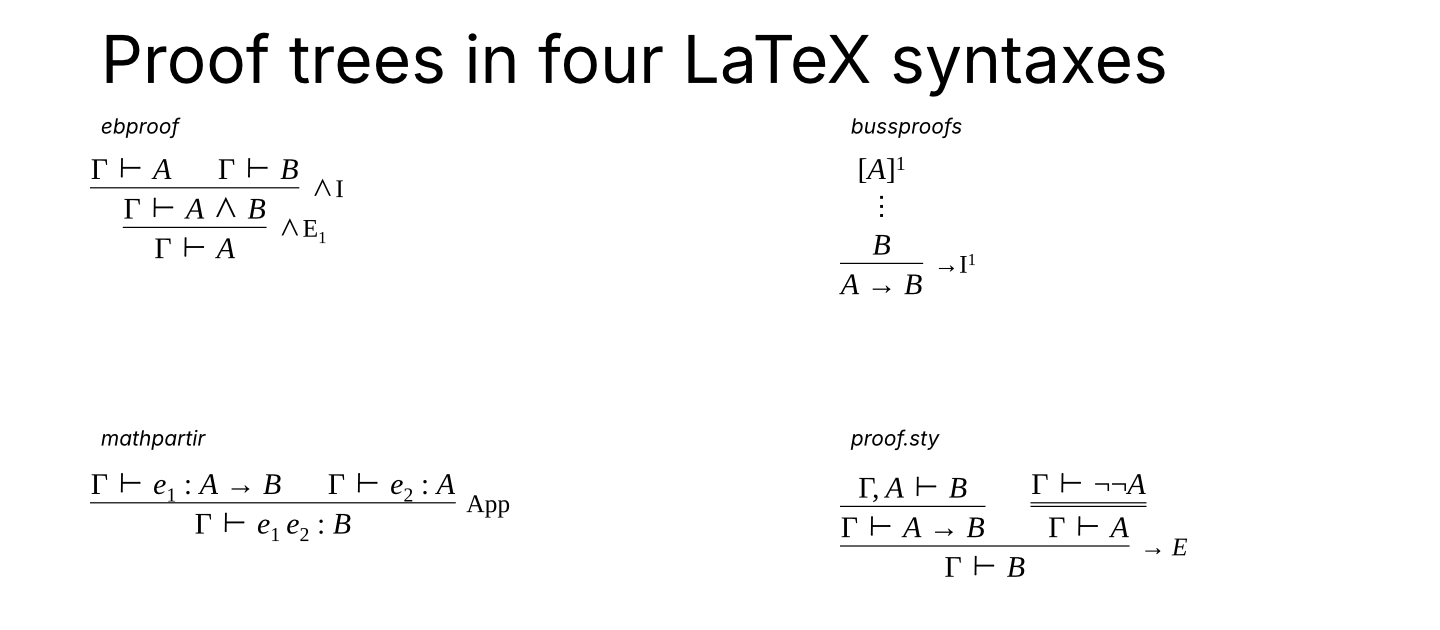 Proof trees in four LaTeX syntaxes
ebproof
Γ ⊢ A Γ ⊢ B
∧I
Γ ⊢ A ∧ B
∧E₁
Γ ⊢ A
bussproofs
[A]¹
⋮
B
→I¹
A → B
mathpartir
Γ ⊢ e₁ : A → B Γ ⊢ e₂ : A
App
Γ ⊢ e₁ e₂ : B
proof.sty
Γ, A ⊢ B Γ ⊢ ¬¬A
Γ ⊢ A → B Γ ⊢ A
→ E
Γ ⊢ B